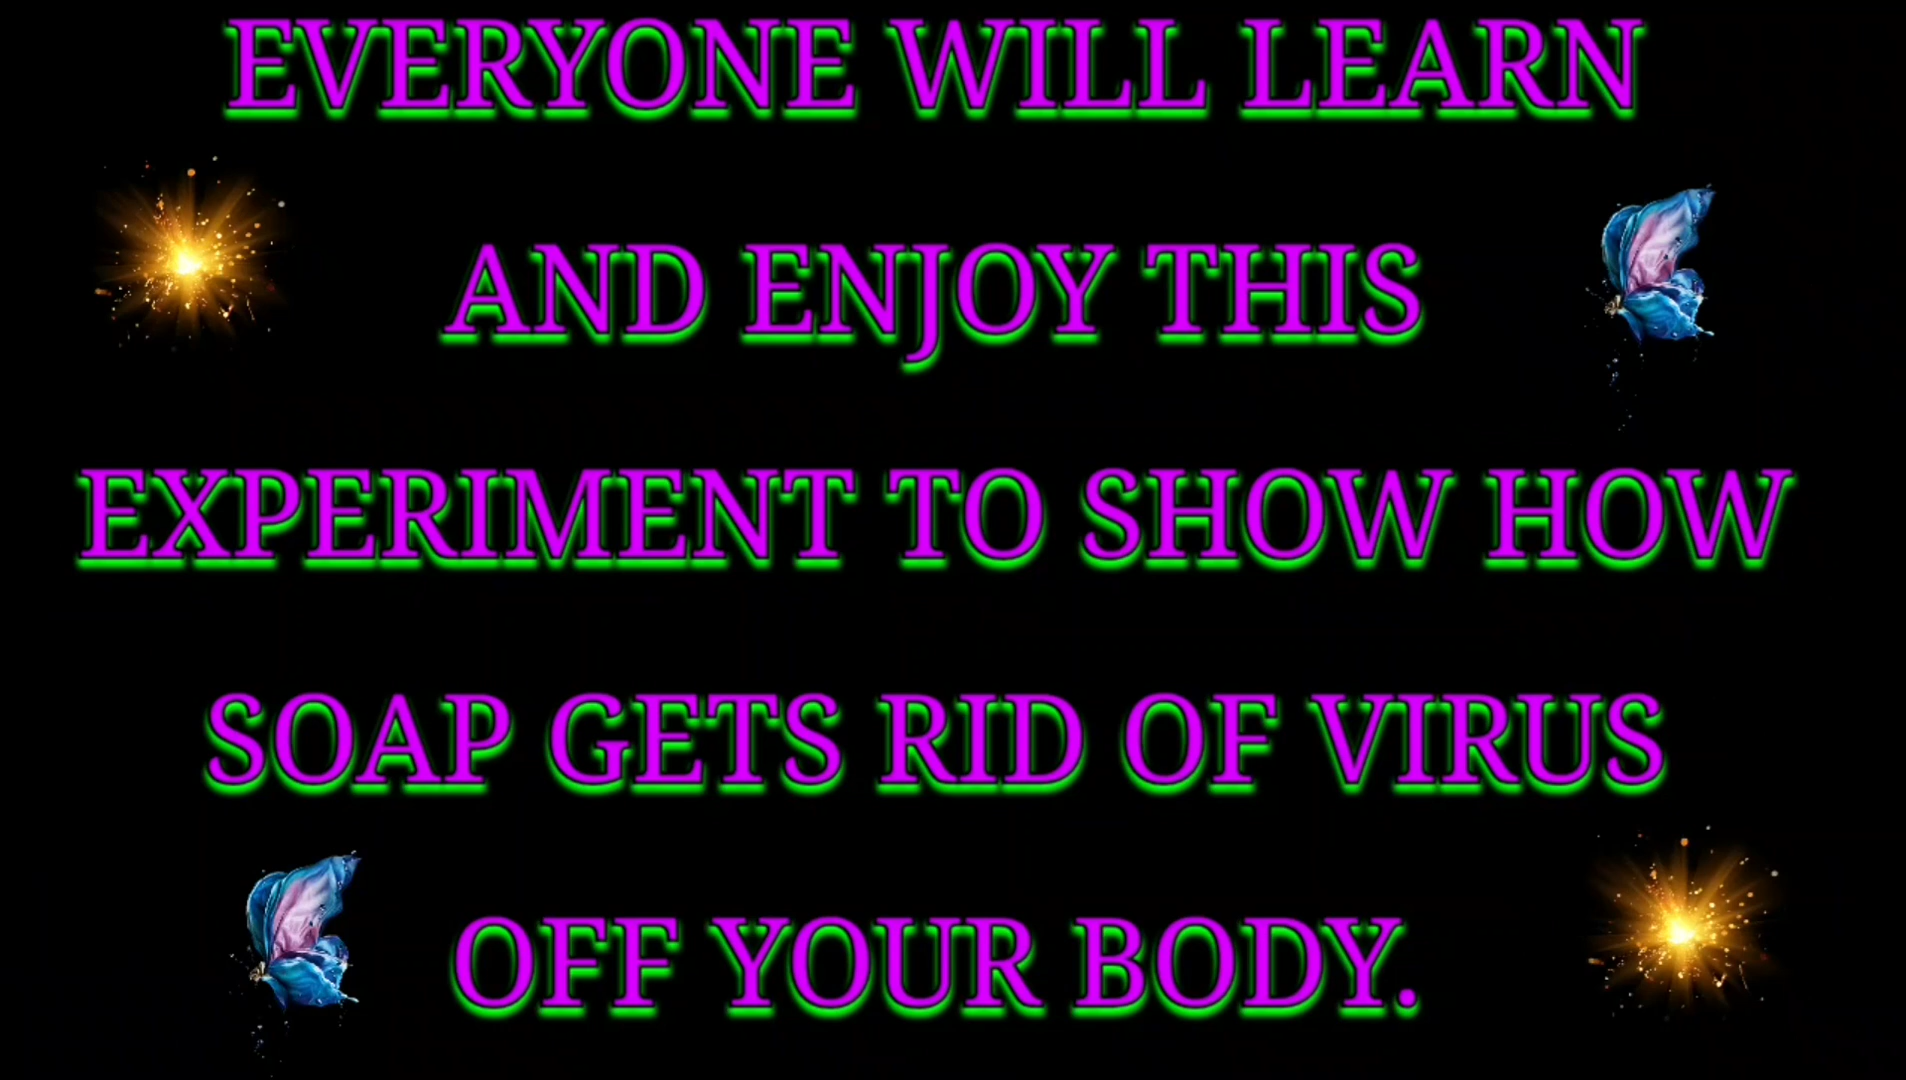 EVERYONE WILL LEARN
AND ENJOY THIS
EXPERIMENT TO SHOW HOW
SOAP GETS RID OF VIRUS
OFF YOUR BODY.